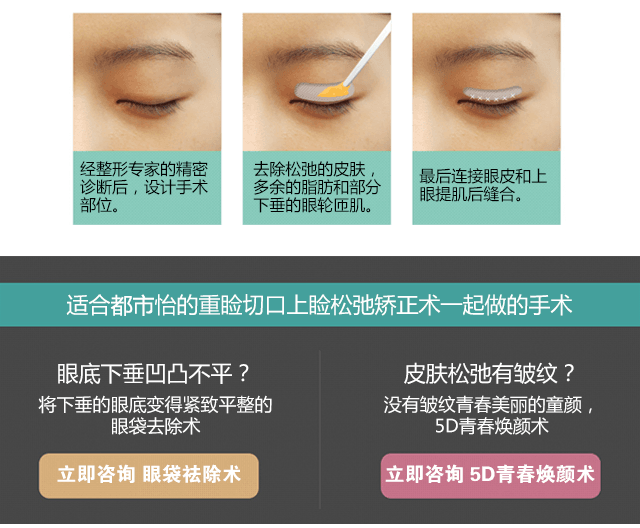 经整形专家的精密
诊断后，设计手术
部位。
去除松弛的皮肤，
多余的脂肪和部分
下垂的眼轮匝肌。
最后连接眼皮和上
眼提肌后缝合。
适合都市怡的重睑切口上睑松弛矫正术一起做的手术
眼底下垂凹凸不平？
将下垂的眼底变得紧致平整的
眼袋去除术
立即咨询 眼袋祛除术
皮肤松弛有皱纹？
没有皱纹青春美丽的童颜，
5D青春焕颜术
立即咨询 5D青春焕颜术